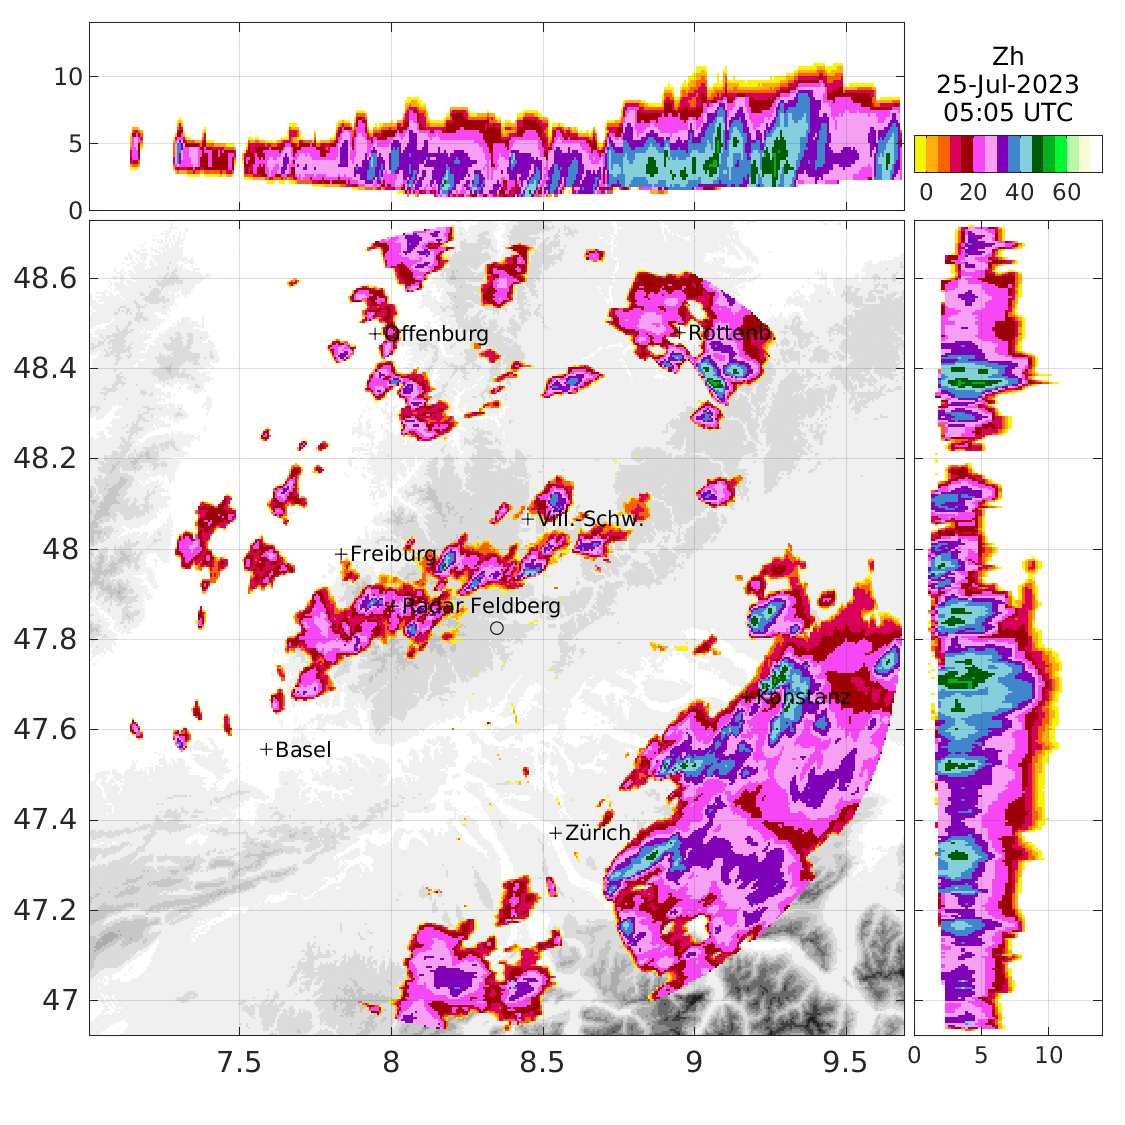 10
5
0
Zh
25-Jul-2023
05:05 UTC
0 20 40 60
48.6
48.4
48.2
48
47.8
47.6
47.4
47.2
47
+Offenburg
+Rottenb.
+Vill.-Schw.
+Freiburg
+Radar Feldberg
+Konstanz
+Basel
+Zürich
7.5 8 8.5 9 9.5
0 5 10